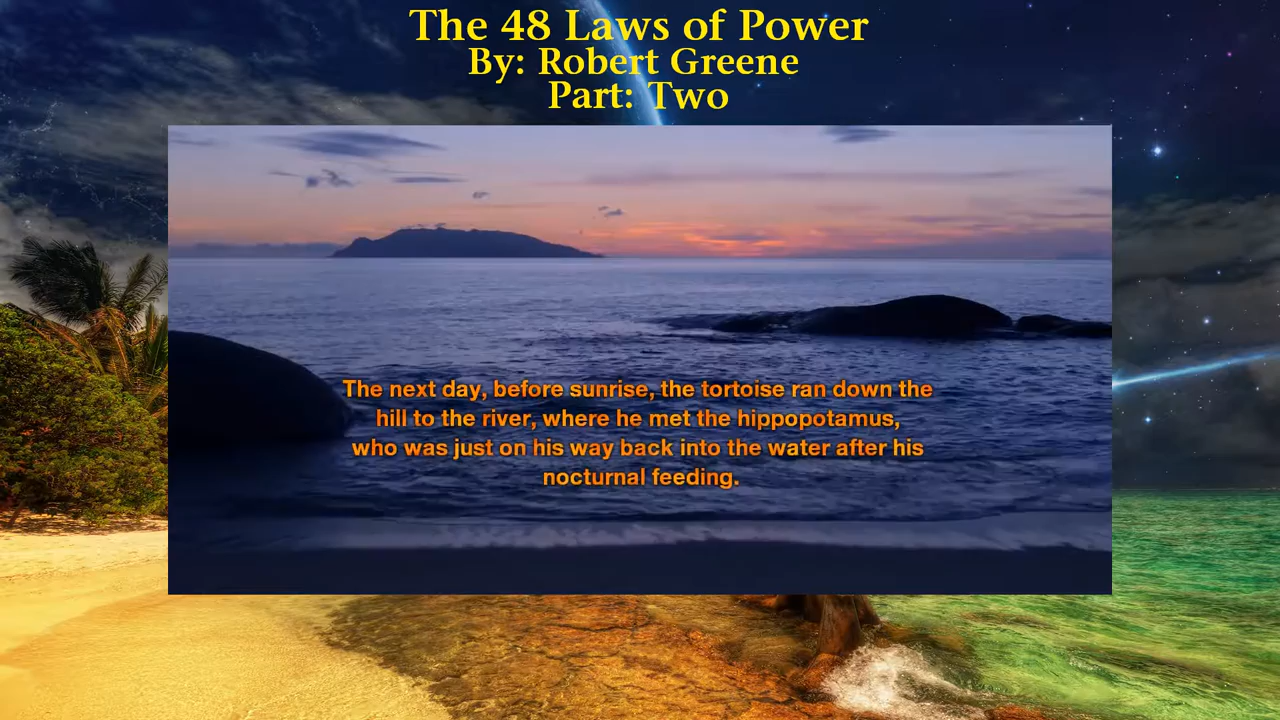 The 48 Laws of Power
By: Robert Greene
Part: Two
The next day, before sunrise, the tortoise ran down the
hill to the river, where he met the hippopotamus,
who was just on his way back into the water after his
nocturnal feeding.